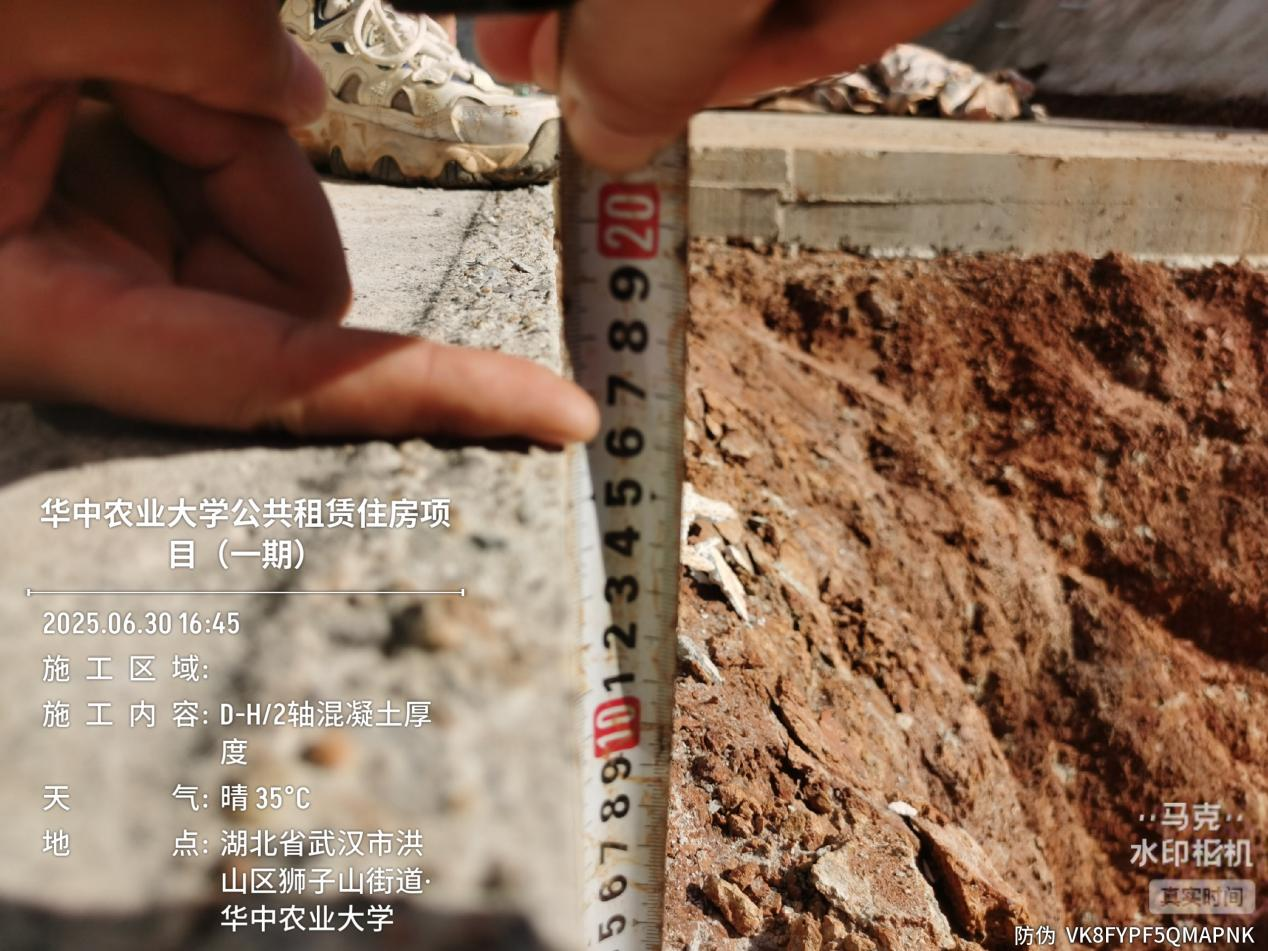 20
9
8
7
6
5
4
3
2
1
10
9
8
7
6
5
华中农业大学公共租赁住房项
目（一期）
2025.06.30 16:45
施工区域:
施工内容: D-H/2轴混凝土厚
度
天气: 晴 35°C
地点: 湖北省武汉市洪
山区狮子山街道·
华中农业大学
马克
水印相机
真实时间
防伪 VK8FYPF5QMAPNK